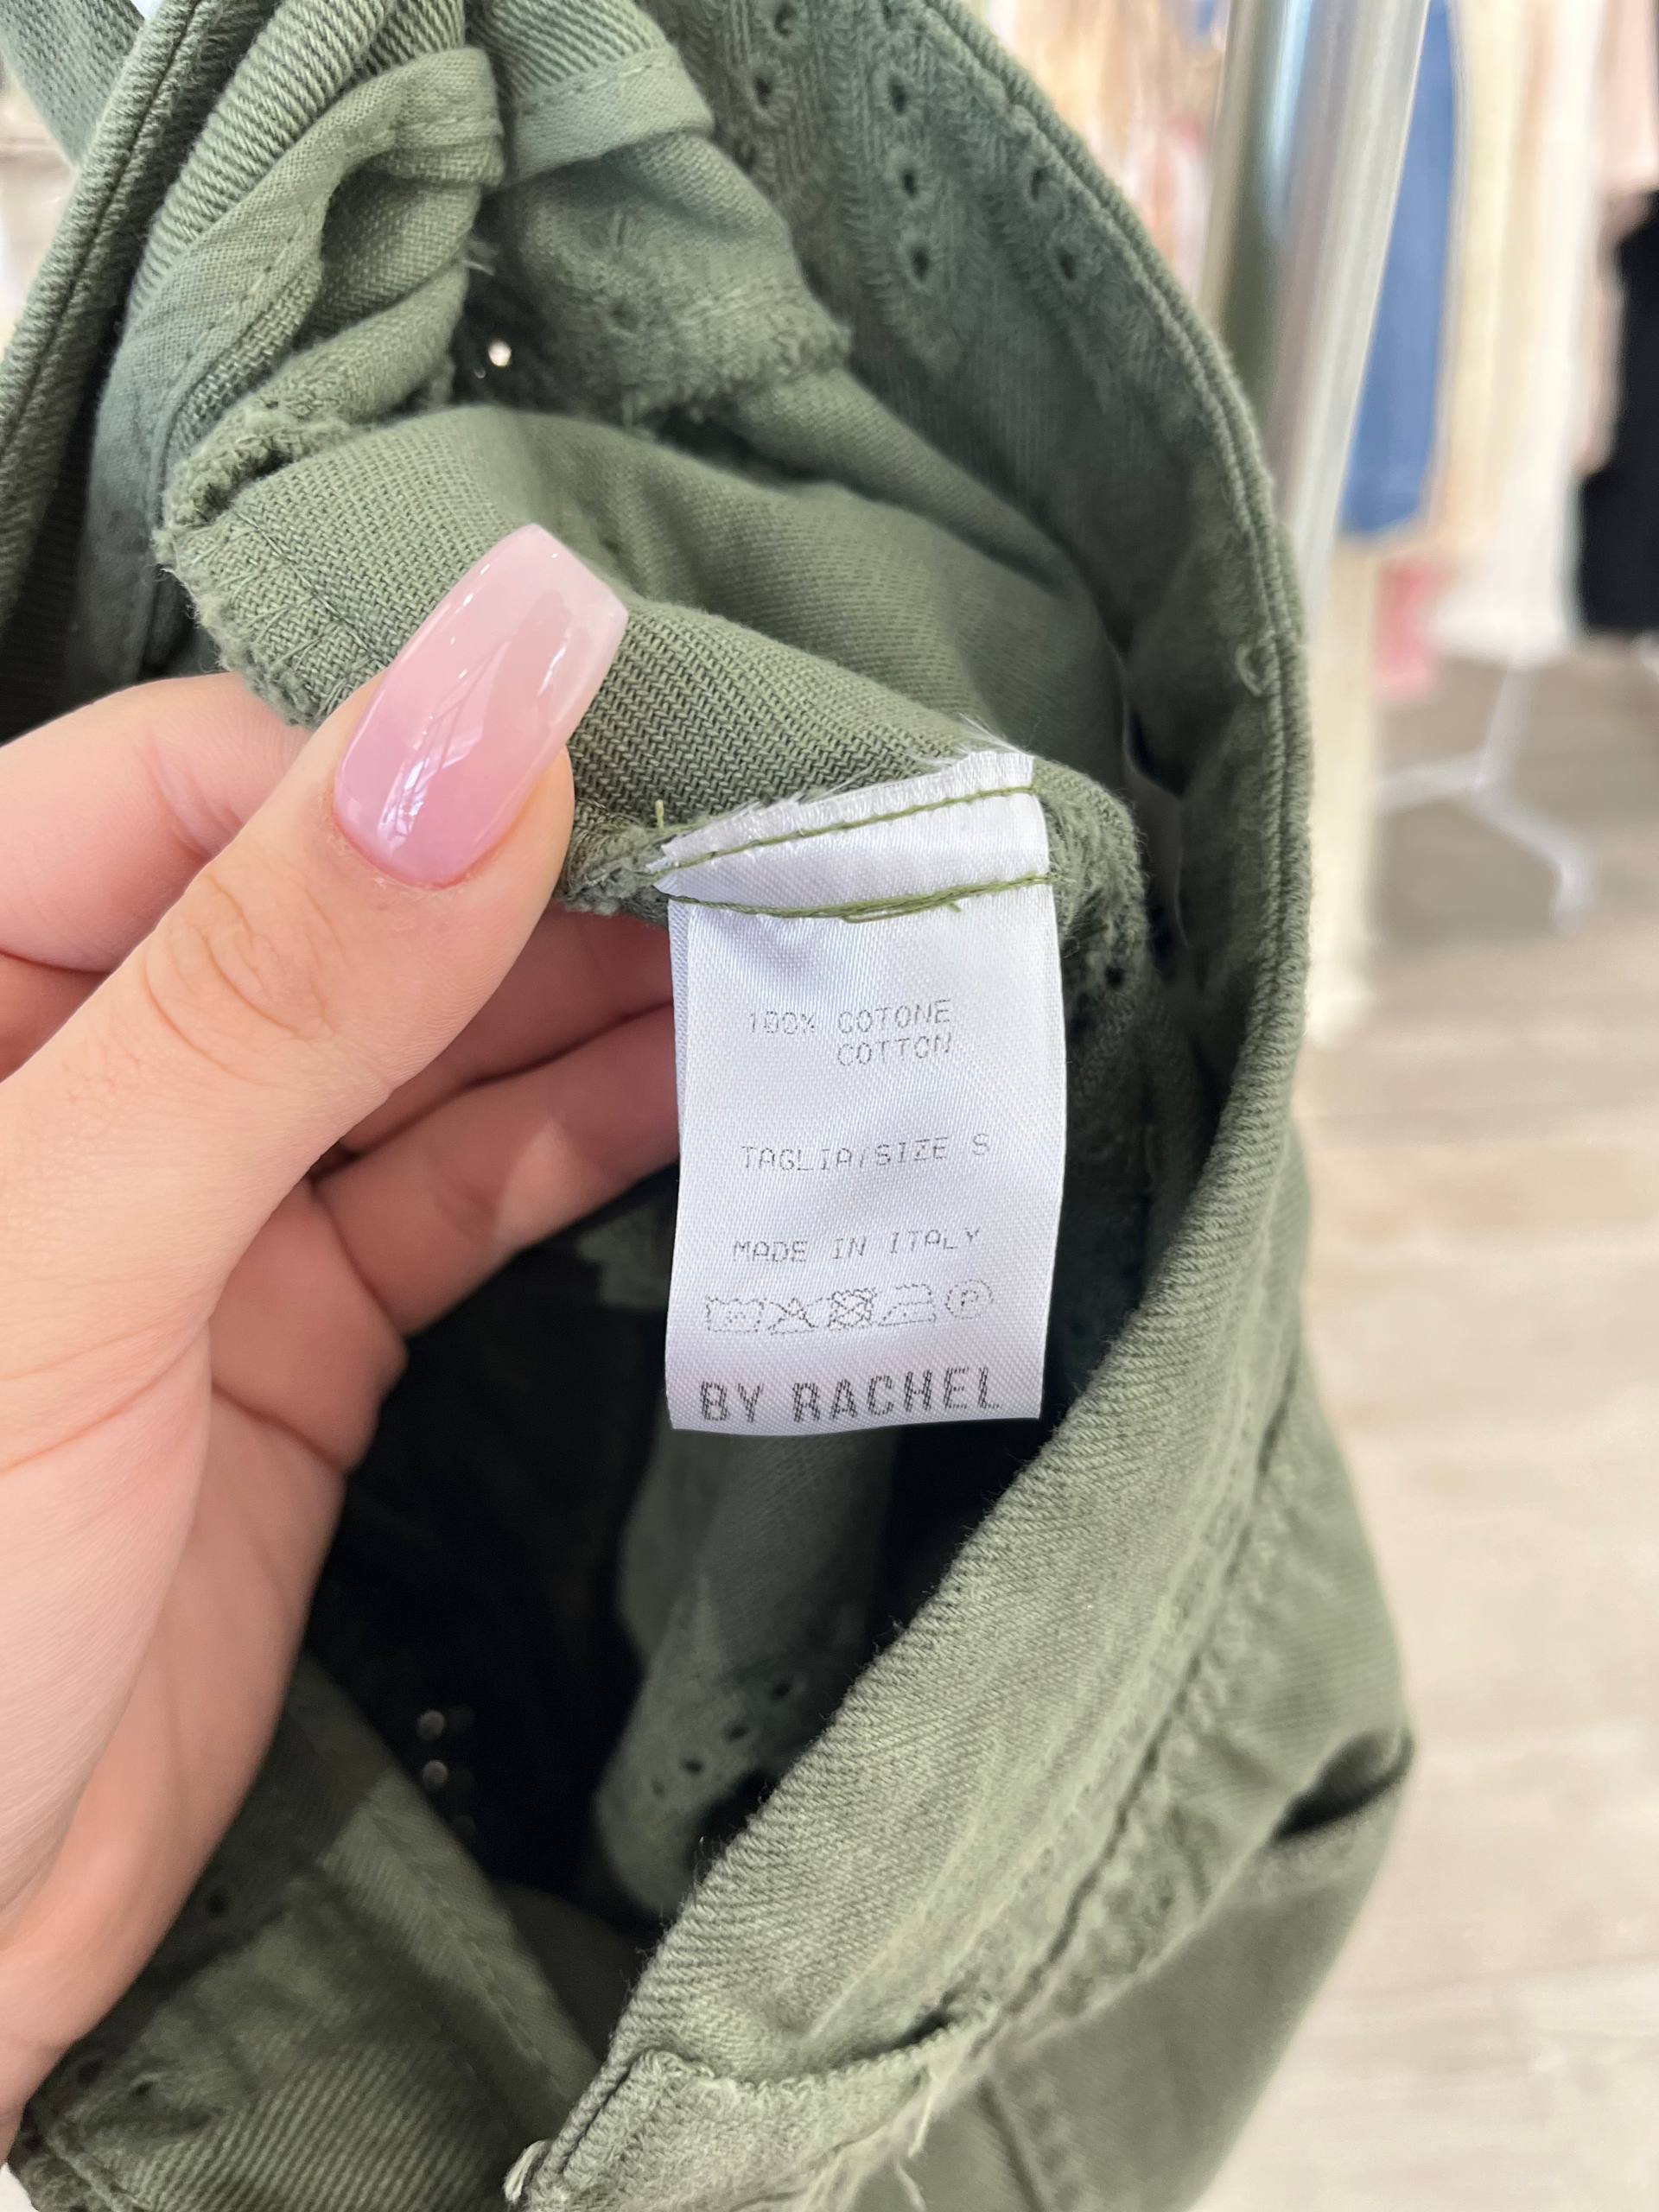 100% COTONE
COTTON
TAGLIA/SIZE S
MADE IN ITALY
P
BY RACHEL